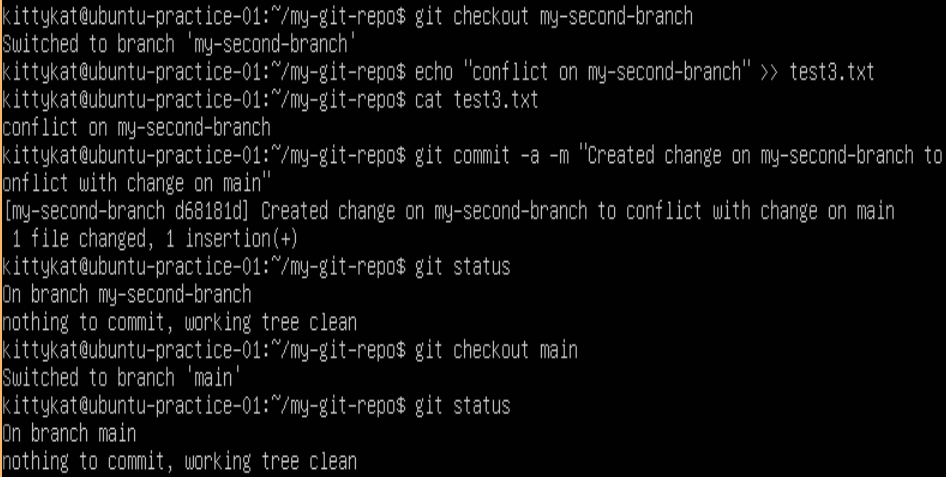 kittykat@ubuntu-practice-01:~/my-git-repo$ git checkout my-second-branch
Switched to branch 'my-second-branch'
kittykat@ubuntu-practice-01:~/my-git-repo$ echo "conflict on my-second-branch" >> test3.txt
kittykat@ubuntu-practice-01:~/my-git-repo$ cat test3.txt
conflict on my-second-branch
kittykat@ubuntu-practice-01:~/my-git-repo$ git commit -a -m "Created change on my-second-branch to
onflict with change on main"
[my-second-branch d68181d] Created change on my-second-branch to conflict with change on main
 1 file changed, 1 insertion(+)
kittykat@ubuntu-practice-01:~/my-git-repo$ git status
On branch my-second-branch
nothing to commit, working tree clean
kittykat@ubuntu-practice-01:~/my-git-repo$ git checkout main
Switched to branch 'main'
kittykat@ubuntu-practice-01:~/my-git-repo$ git status
On branch main
nothing to commit, working tree clean